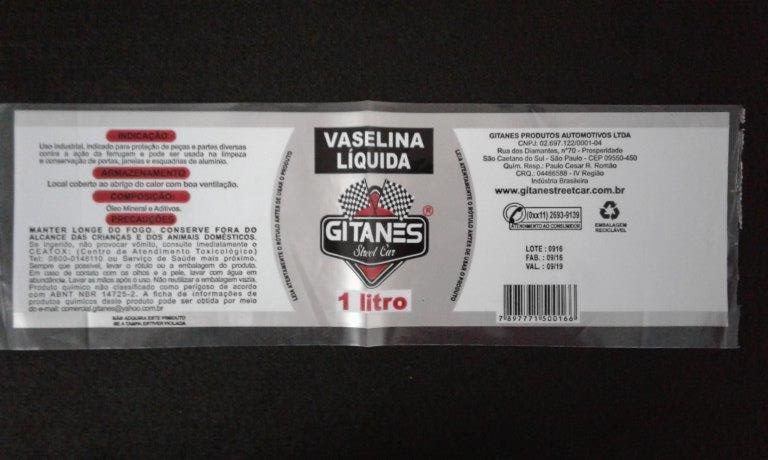 INDICAÇÃO:
Uso industrial, indicado para proteção de peças e partes diversas
contra a ação da ferrugem e pode ser usada na limpeza
e conservação de portas, janelas e esquadrias de alumínio.
ARMAZENAMENTO
Local coberto ao abrigo do calor com boa ventilação.
COMPOSIÇÃO:
Óleo Mineral e Aditivos.
PRECAUÇÕES
MANTER LONGE DO FOGO. CONSERVE FORA DO
ALCANCE DAS CRIANÇAS E DOS ANIMAIS DOMÉSTICOS.
Se ingerido, não provocar vômito, consulte imediatamente o
CEATOX: (Centro de Atendimento Toxicológico)
Tel: 0800-0148110 ou Serviço de Saúde mais próximo.
Sempre que possível, levar o rótulo ou a embalagem do produto.
Em caso de contato com os olhos e a pele, lavar com água em
abundância. Lavar as mãos após o uso. Não reutilizar a embalagem vazia.
Produto químico não classificado como perigoso de acordo
com ABNT NBR 14725-2. A ficha de informações de
produtos químicos deste produto pode ser obtida por meio
do e-mail: comercial.gitanes@yahoo.com.br
NÃO ADQUIRA ESTE PRODUTO
SE A TAMPA ESTIVER VIOLADA
LEIA ATENTAMENTE O RÓTULO ANTES DE USAR O PRODUTO
VASELINA
LÍQUIDA
GITANES ®
Street Car
1 litro
LEIA ATENTAMENTE O RÓTULO ANTES DE USAR O PRODUTO
GITANES PRODUTOS AUTOMOTIVOS LTDA
CNPJ: 02.697.122/0001-04
Rua dos Diamantes, nº70 - Prosperidade
São Caetano do Sul - São Paulo - CEP 09550-450
Quim. Resp.: Paulo Cesar R. Romão
CRQ.: 04466588 - IV Região
Indústria Brasileira
www.gitanestreetcar.com.br
(0xx11) 2693-9139
ATENDIMENTO AO CONSUMIDOR
EMBALAGEM
RECICLÁVEL
LOTE : 0916
FAB. : 09/16
VAL. : 09/19
7 897771 500166